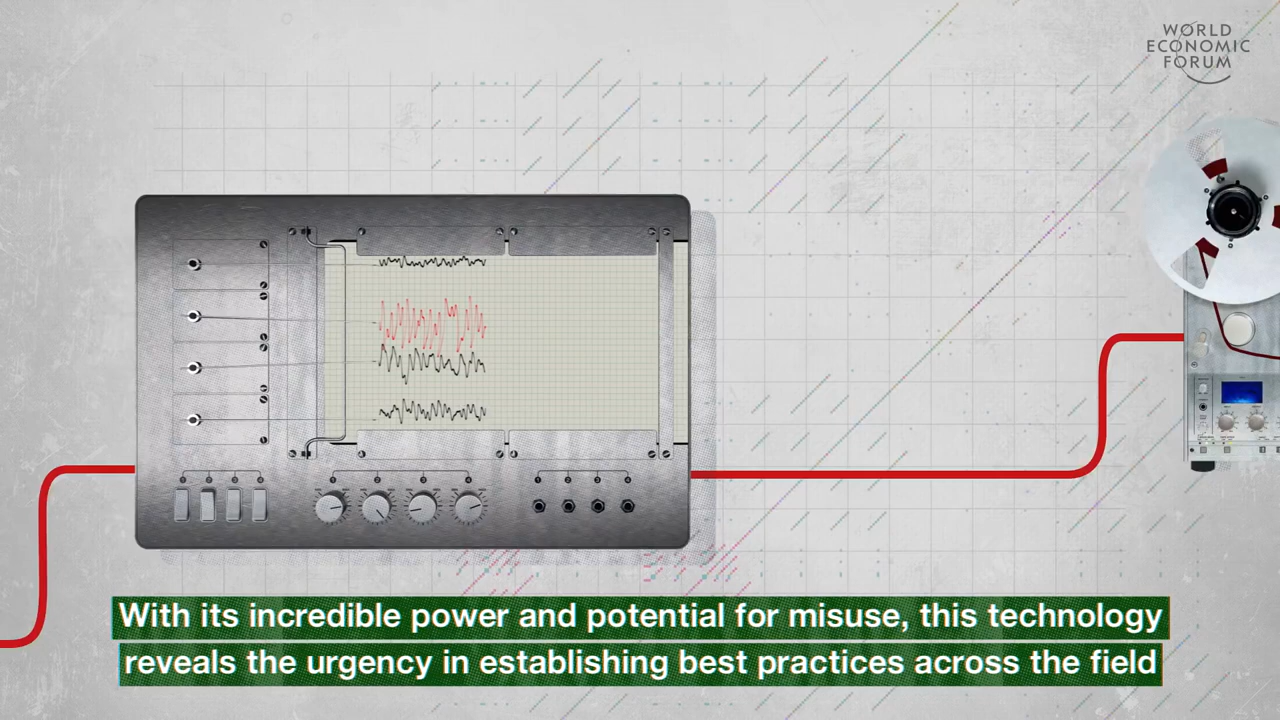 WORLD
ECONOMIC
FORUM
With its incredible power and potential for misuse, this technology
reveals the urgency in establishing best practices across the field